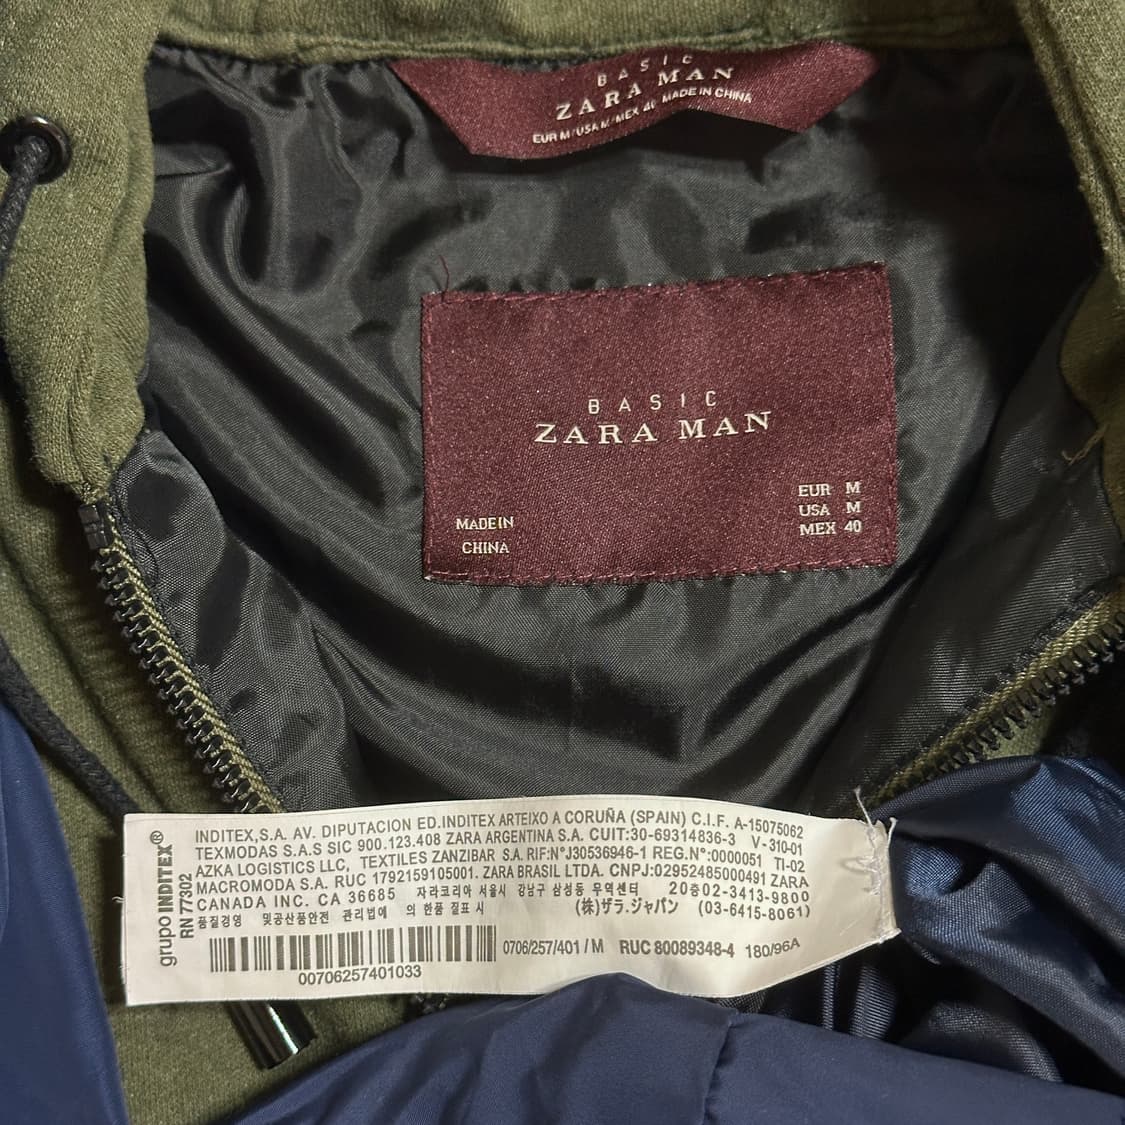 BASIC
ZARA MAN
EUR M/USA M/MEX 40 MADE IN CHINA
BASIC
ZARA MAN
EUR M
USA M
MEX 40
MADE IN
CHINA
grupo INDITEX®
RN 77302
INDITEX,S.A. AV. DIPUTACION ED.INDITEX ARTEIXO A CORUÑA (SPAIN) C.I.F. A-15075062
TEXMODAS S.A.S SIC 900.123.408 ZARA ARGENTINA S.A. CUIT:30-69314836-3 V-310-01
AZKA LOGISTICS LLC, TEXTILES ZANZIBAR S.A. RIF:N°J30536946-1 REG.N°:0000051 TI-02
MACROMODA S.A. RUC 1792159105001. ZARA BRASIL LTDA. CNPJ:02952485000491 ZARA
CANADA INC. CA 36685 자라코리아 서울시 강남구 삼성동 무역센터 20층02-3413-9800
품질경영 및공산품안전 관리법에 의 한품 질표 시 (株)ザラ.ジャパン (03-6415-8061)
0706/257/401 / M RUC 80089348-4 180/96A
00706257401033